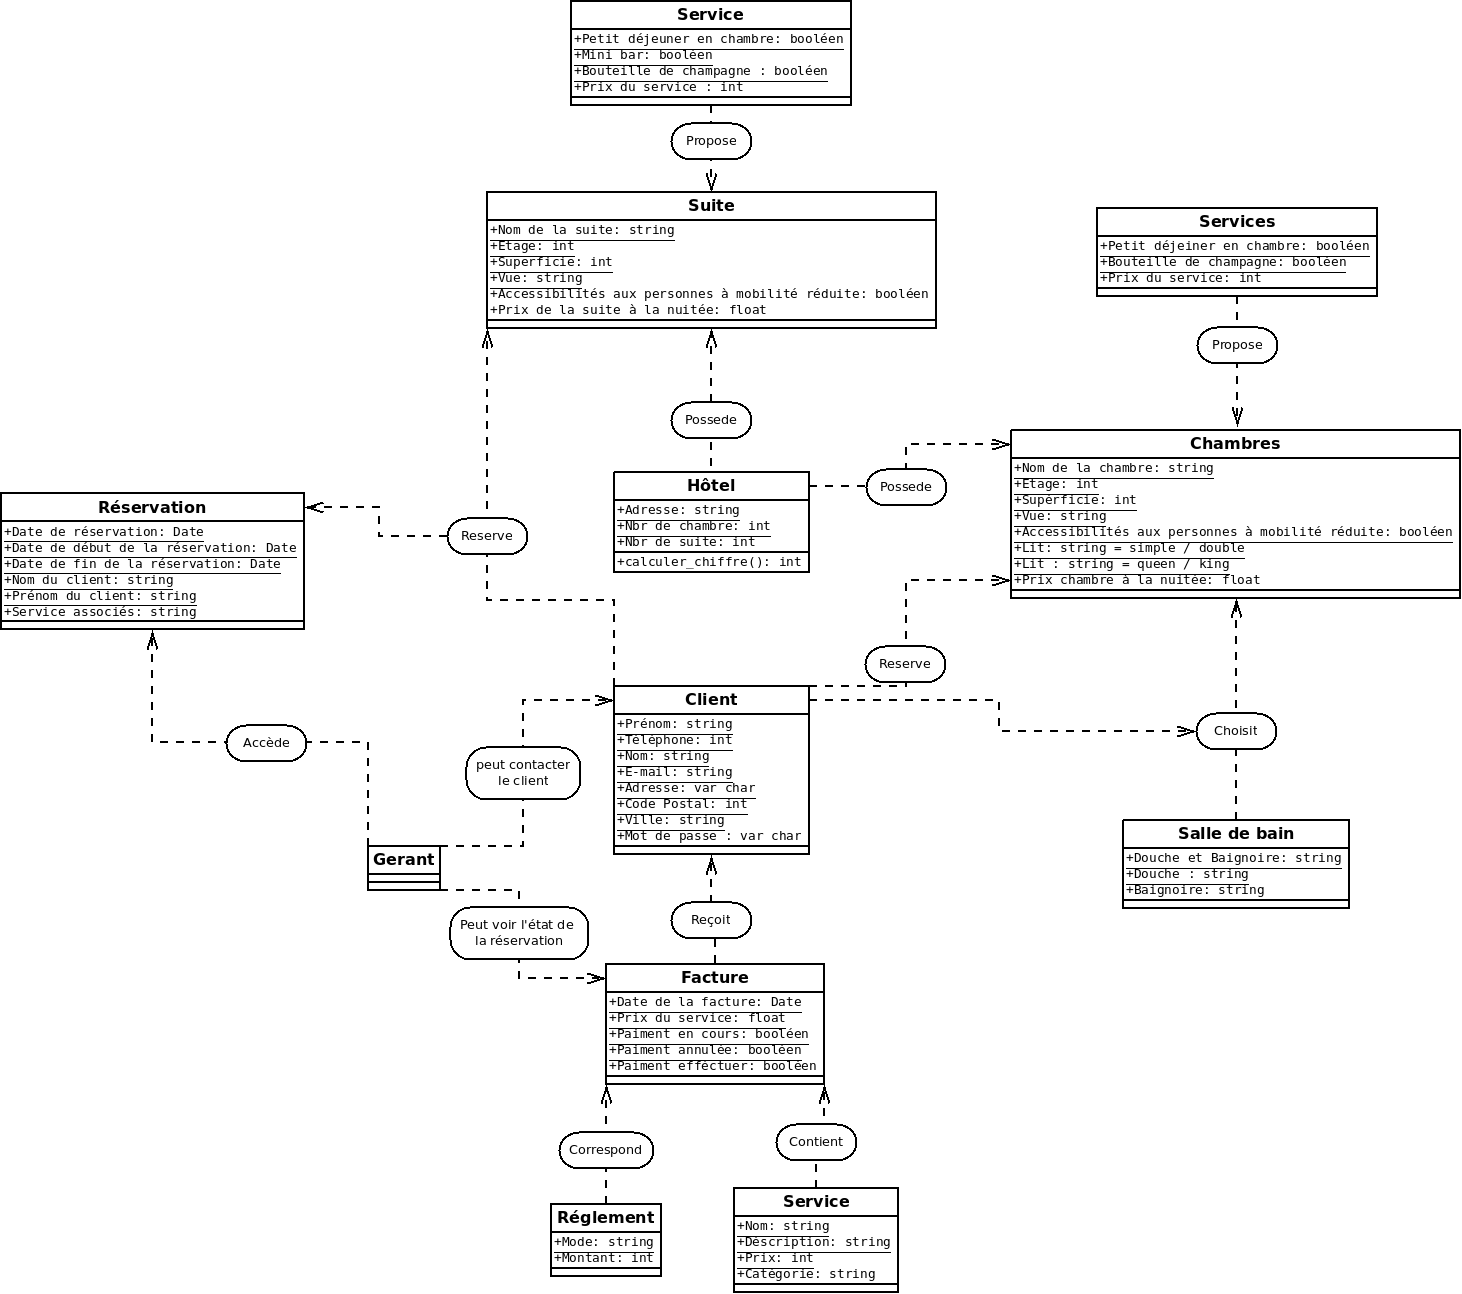 Service
+Petit déjeuner en chambre: booléen
+Mini bar: booléen
+Bouteille de champagne : booléen
+Prix du service : int
Propose
Suite
+Nom de la suite: string
+Etage: int
+Superficie: int
+Vue: string
+Accessibilités aux personnes à mobilité réduite: booléen
+Prix de la suite à la nuitée: float
Services
+Petit déjeiner en chambre: booléen
+Bouteille de champagne: booléen
+Prix du service: int
Propose
Possede
Hôtel
+Adresse: string
+Nbr de chambre: int
+Nbr de suite: int
+calculer_chiffre(): int
Possede
Chambres
+Nom de la chambre: string
+Etage: int
+Supérficie: int
+Vue: string
+Accessibilités aux personnes à mobilité réduite: booléen
+Lit: string = simple / double
+Lit : string = queen / king
+Prix chambre à la nuitée: float
Réservation
+Date de réservation: Date
+Date de début de la réservation: Date
+Date de fin de la réservation: Date
+Nom du client: string
+Prénom du client: string
+Service associés: string
Reserve
Reserve
Client
+Prénom: string
+Téléphone: int
+Nom: string
+E-mail: string
+Adresse: var char
+Code Postal: int
+Ville: string
+Mot de passe : var char
Choisit
Accède
peut contacter
le client
Salle de bain
+Douche et Baignoire: string
+Douche : string
+Baignoire: string
Gerant
Peut voir l'état de
la réservation
Reçoit
Facture
+Date de la facture: Date
+Prix du service: float
+Paiment en cours: booléen
+Paiment annulée: booléen
+Paiment efféctuer: booléen
Correspond
Contient
Réglement
+Mode: string
+Montant: int
Service
+Nom: string
+Déscription: string
+Prix: int
+Catégorie: string